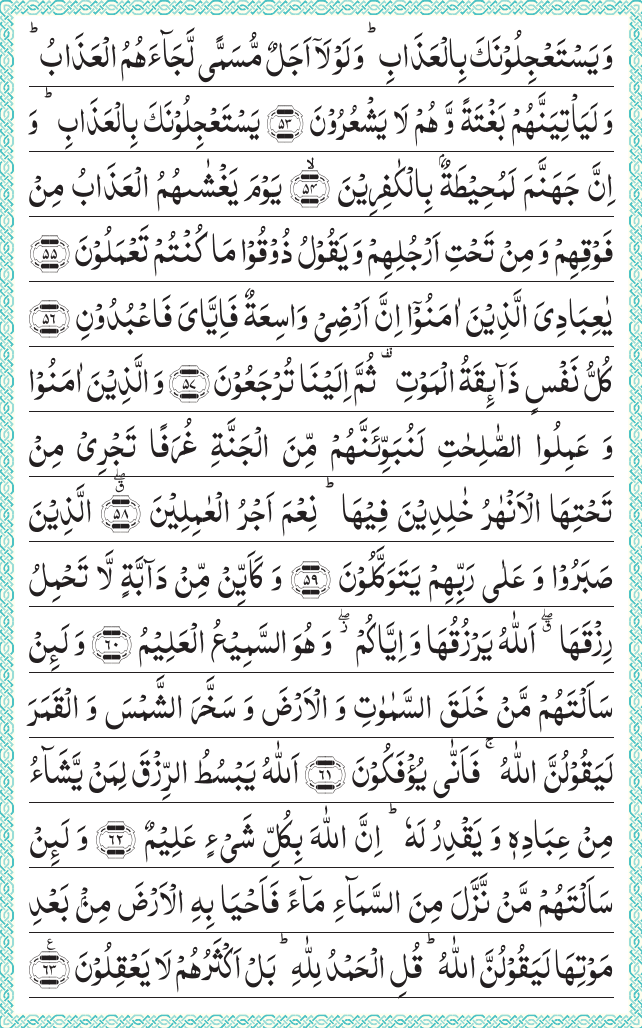 وَيَسْتَعْجِلُوْنَكَ بِالْعَذَابِ ؕ وَلَوْلَاۤ اَجَلٌ مُّسَمًّى لَّجَآءَهُمُ الْعَذَابُ ؕ
وَلَيَاْتِيَنَّهُمْ بَغْتَةً وَّهُمْ لَا يَشْعُرُوْنَ ۝۵۳ يَسْتَعْجِلُوْنَكَ بِالْعَذَابِ ؕ وَ
اِنَّ جَهَنَّمَ لَمُحِيْطَةٌۢ بِالْكٰفِرِيْنَ ۙ۝۵۴ يَوْمَ يَغْشٰىهُمُ الْعَذَابُ مِنْ
فَوْقِهِمْ وَمِنْ تَحْتِ اَرْجُلِهِمْ وَيَقُوْلُ ذُوْقُوْا مَا كُنْتُمْ تَعْمَلُوْنَ ۝۵۵
يٰعِبَادِيَ الَّذِيْنَ اٰمَنُوْۤا اِنَّ اَرْضِيْ وَاسِعَةٌ فَاِيَّايَ فَاعْبُدُوْنِ ۝۵۶
كُلُّ نَفْسٍ ذَآىِٕقَةُ الْمَوْتِ ۫ ثُمَّ اِلَيْنَا تُرْجَعُوْنَ ۝۵۷ وَالَّذِيْنَ اٰمَنُوْا
وَ عَمِلُوا الصّٰلِحٰتِ لَنُبَوِّئَنَّهُمْ مِّنَ الْجَنَّةِ غُرَفًا تَجْرِيْ مِنْ
تَحْتِهَا الْاَنْهٰرُ خٰلِدِيْنَ فِيْهَا ؕ نِعْمَ اَجْرُ الْعٰمِلِيْنَ ۝ۗۖ۵۸ الَّذِيْنَ
صَبَرُوْا وَعَلٰى رَبِّهِمْ يَتَوَكَّلُوْنَ ۝۵۹ وَكَاَيِّنْ مِّنْ دَآبَّةٍ لَّا تَحْمِلُ
رِزْقَهَا ۗۖ اَللّٰهُ يَرْزُقُهَا وَاِيَّاكُمْ ۖؗ وَهُوَ السَّمِيْعُ الْعَلِيْمُ ۝۶۰ وَلَىِٕنْ
سَاَلْتَهُمْ مَّنْ خَلَقَ السَّمٰوٰتِ وَ الْاَرْضَ وَسَخَّرَ الشَّمْسَ وَ الْقَمَرَ
لَيَقُوْلُنَّ اللّٰهُ ۚ فَاَنّٰى يُؤْفَكُوْنَ ۝۶۱ اَللّٰهُ يَبْسُطُ الرِّزْقَ لِمَنْ يَّشَآءُ
مِنْ عِبَادِهٖ وَيَقْدِرُ لَهٗ ؕ اِنَّ اللّٰهَ بِكُلِّ شَيْءٍ عَلِيْمٌ ۝۶۲ وَلَىِٕنْ
سَاَلْتَهُمْ مَّنْ نَّزَّلَ مِنَ السَّمَآءِ مَآءً فَاَحْيَا بِهِ الْاَرْضَ مِنْۢ بَعْدِ
مَوْتِهَا لَيَقُوْلُنَّ اللّٰهُ ؕ قُلِ الْحَمْدُ لِلّٰهِ ؕ بَلْ اَكْثَرُهُمْ لَا يَعْقِلُوْنَ ۝۶۳ ع